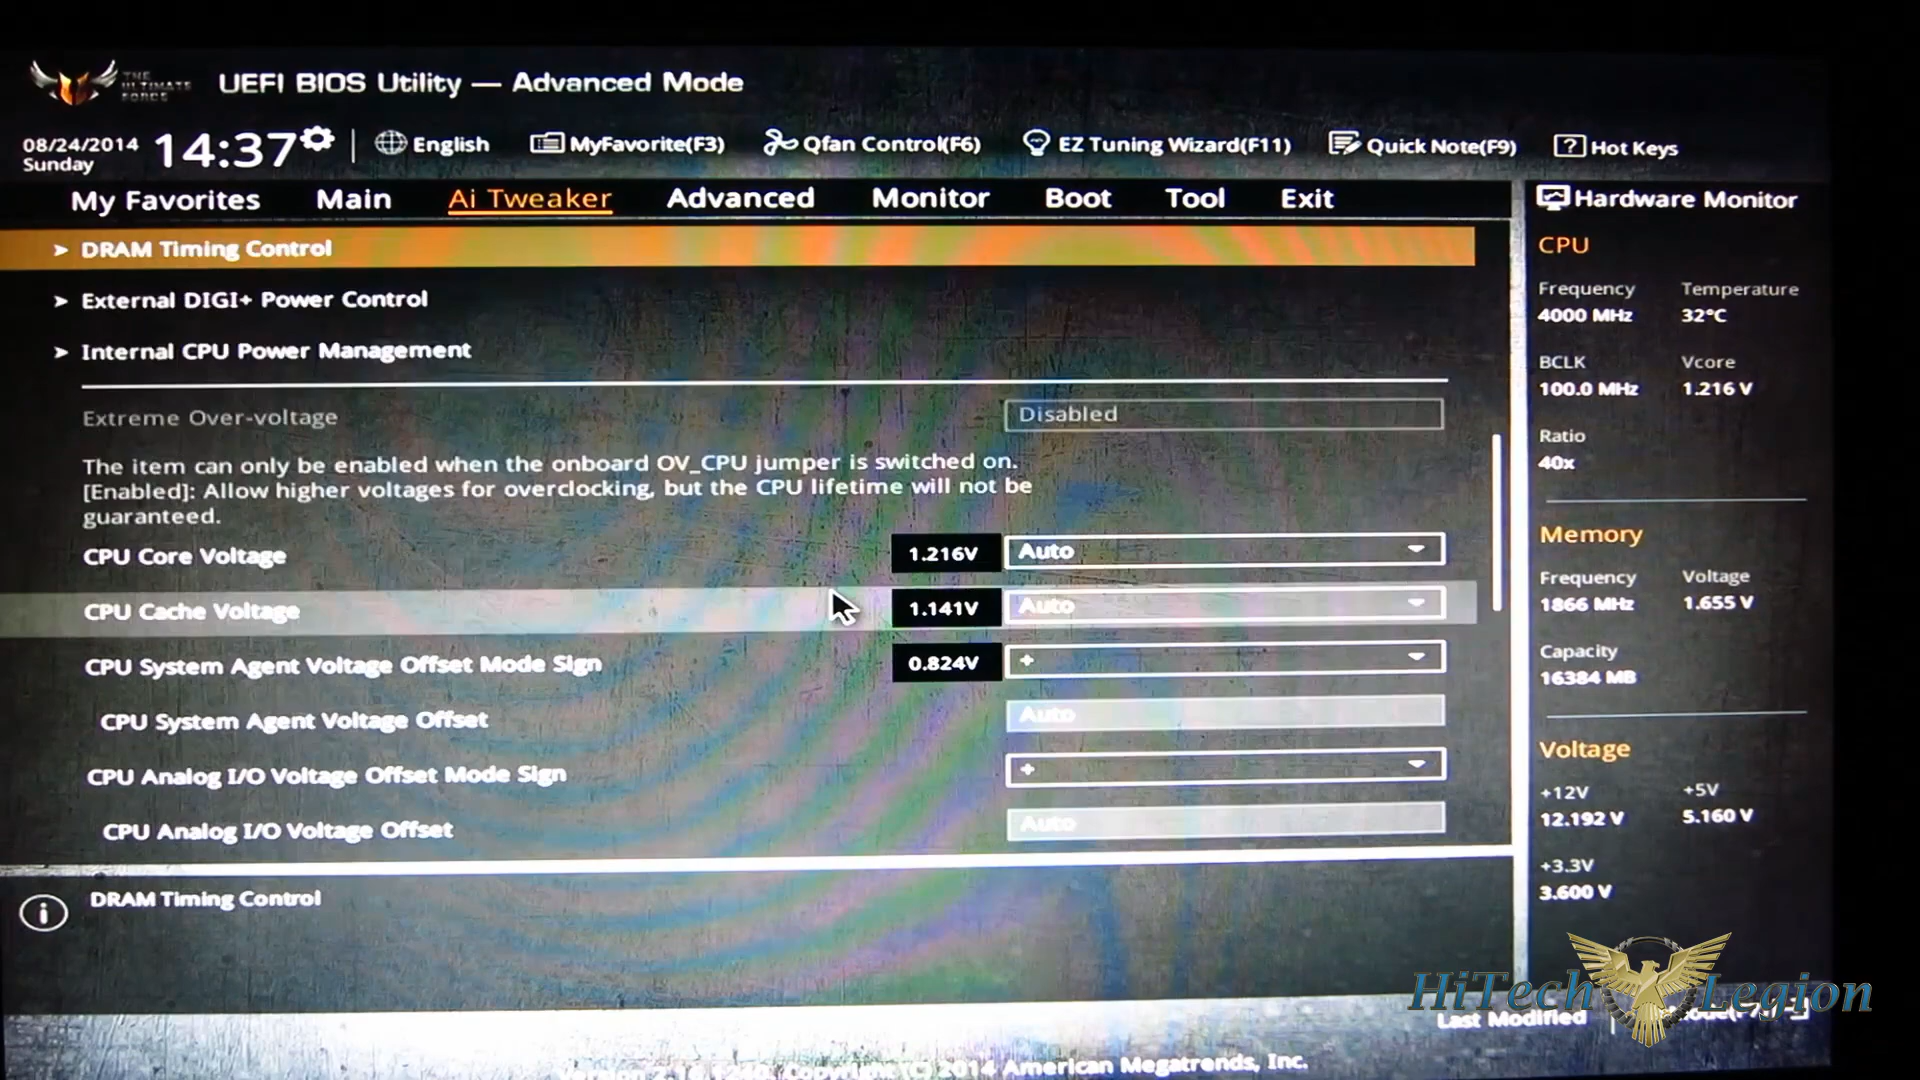 THE
ULTIMATE
FORCE
UEFI BIOS Utility — Advanced Mode
08/24/2014
Sunday
14:37
English
MyFavorite(F3)
Qfan Control(F6)
EZ Tuning Wizard(F11)
Quick Note(F9)
? Hot Keys
My Favorites
Main
Ai Tweaker
Advanced
Monitor
Boot
Tool
Exit
Hardware Monitor
> DRAM Timing Control
> External DIGI+ Power Control
> Internal CPU Power Management
Extreme Over-voltage
Disabled
The item can only be enabled when the onboard OV_CPU jumper is switched on.
[Enabled]: Allow higher voltages for overclocking, but the CPU lifetime will not be
guaranteed.
CPU Core Voltage
1.216V
Auto
CPU Cache Voltage
1.141V
Auto
CPU System Agent Voltage Offset Mode Sign
0.824V
+
CPU System Agent Voltage Offset
Auto
CPU Analog I/O Voltage Offset Mode Sign
+
CPU Analog I/O Voltage Offset
Auto
i
DRAM Timing Control
CPU
Frequency Temperature
4000 MHz 32°C
BCLK Vcore
100.0 MHz 1.216 V
Ratio
40x
Memory
Frequency Voltage
1866 MHz 1.655 V
Capacity
16384 MB
Voltage
+12V +5V
12.192 V 5.160 V
+3.3V
3.600 V
HiTech Legion
Last Modified
Copyright (C) 2014 American Megatrends, Inc.